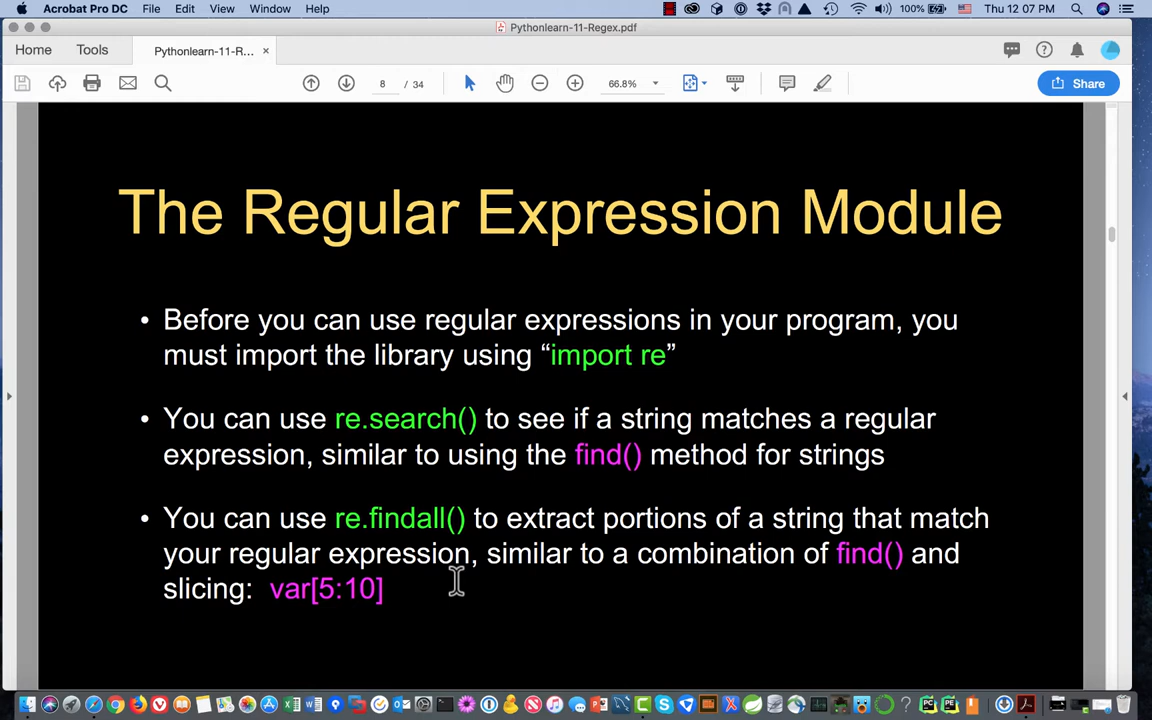 Acrobat Pro DC File Edit View Window Help 100% Thu 12 07 PM
Pythonlearn-11-Regex.pdf
Home Tools Pythonlearn-11-R... ×
8 / 34 66.8% Share
The Regular Expression Module
• Before you can use regular expressions in your program, you
must import the library using “import re”
• You can use re.search() to see if a string matches a regular
expression, similar to using the find() method for strings
• You can use re.findall() to extract portions of a string that match
your regular expression, similar to a combination of find() and
slicing: var[5:10]